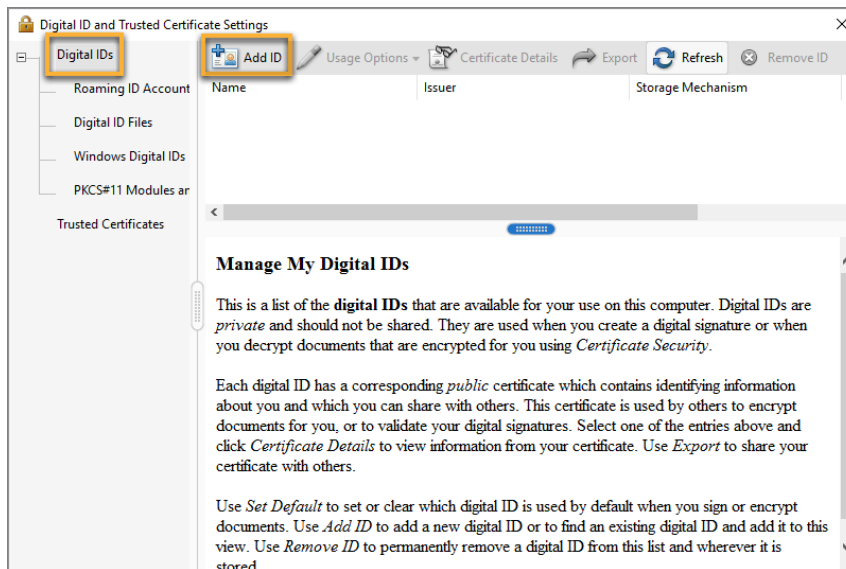 Digital ID and Trusted Certificate Settings
Digital IDs
Add ID
Usage Options
Certificate Details
Export
Refresh
Remove ID
Roaming ID Account
Name
Issuer
Storage Mechanism
Digital ID Files
Windows Digital IDs
PKCS#11 Modules ar
Trusted Certificates
Manage My Digital IDs
This is a list of the digital IDs that are available for your use on this computer. Digital IDs are
private and should not be shared. They are used when you create a digital signature or when
you decrypt documents that are encrypted for you using Certificate Security.
Each digital ID has a corresponding public certificate which contains identifying information
about you and which you can share with others. This certificate is used by others to encrypt
documents for you, or to validate your digital signatures. Select one of the entries above and
click Certificate Details to view information from your certificate. Use Export to share your
certificate with others.
Use Set Default to set or clear which digital ID is used by default when you sign or encrypt
documents. Use Add ID to add a new digital ID or to find an existing digital ID and add it to this
view. Use Remove ID to permanently remove a digital ID from this list and wherever it is
stored